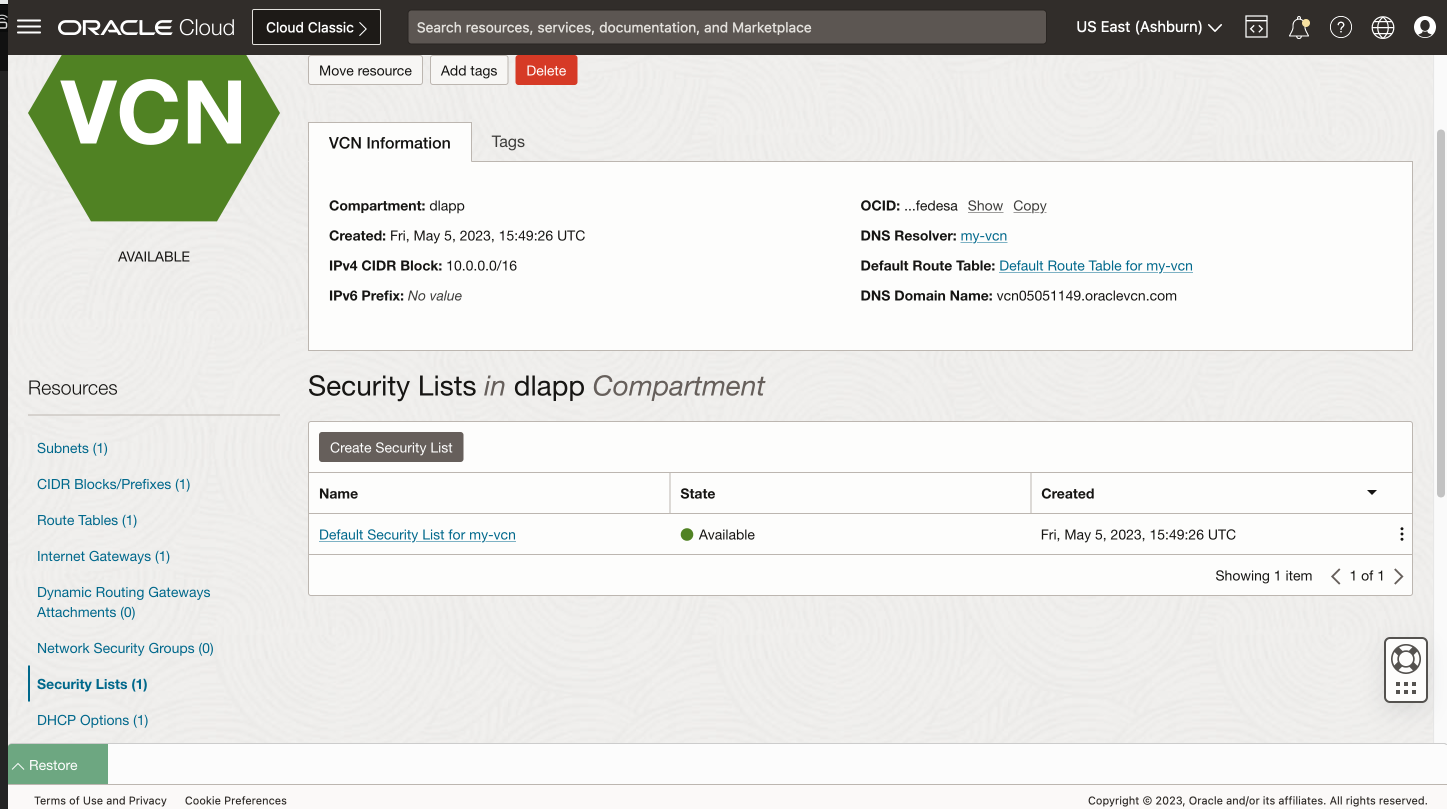 ORACLE Cloud
Cloud Classic
Search resources, services, documentation, and Marketplace
US East (Ashburn)
VCN
AVAILABLE
Move resource
Add tags
Delete
VCN Information
Tags
Compartment: dlapp
Created: Fri, May 5, 2023, 15:49:26 UTC
IPv4 CIDR Block: 10.0.0.0/16
IPv6 Prefix: No value
OCID: ...fedesa Show Copy
DNS Resolver: my-vcn
Default Route Table: Default Route Table for my-vcn
DNS Domain Name: vcn05051149.oraclevcn.com
Resources
Subnets (1)
CIDR Blocks/Prefixes (1)
Route Tables (1)
Internet Gateways (1)
Dynamic Routing Gateways
Attachments (0)
Network Security Groups (0)
Security Lists (1)
DHCP Options (1)
Security Lists in dlapp Compartment
Create Security List
Name State Created
Default Security List for my-vcn Available Fri, May 5, 2023, 15:49:26 UTC
Showing 1 item 1 of 1
Restore
Terms of Use and Privacy Cookie Preferences
Copyright © 2023, Oracle and/or its affiliates. All rights reserved.